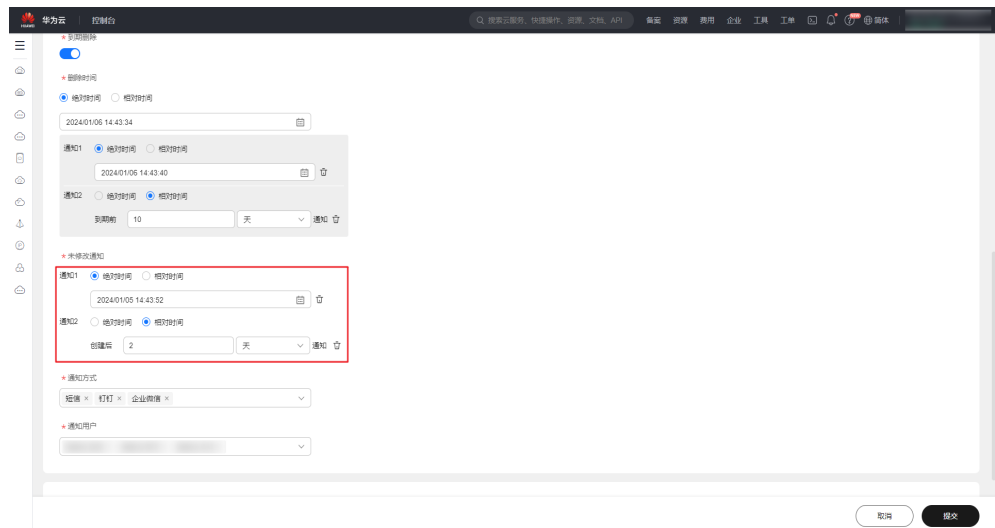 HUAWEI 华为云 控制台 搜索云服务、快捷操作、资源、文档、API 备案 资源 费用 企业 工具 工单 简体
* 到期删除
* 删除时间
绝对时间 相对时间
2024/01/06 14:43:34
通知1 绝对时间 相对时间
2024/01/06 14:43:40
通知2 绝对时间 相对时间
到期前 10 天 通知
* 未修改通知
通知1 绝对时间 相对时间
2024/01/05 14:43:52
通知2 绝对时间 相对时间
创建后 2 天 通知
* 通知方式
短信 × 钉钉 × 企业微信 ×
* 通知用户
取消 提交